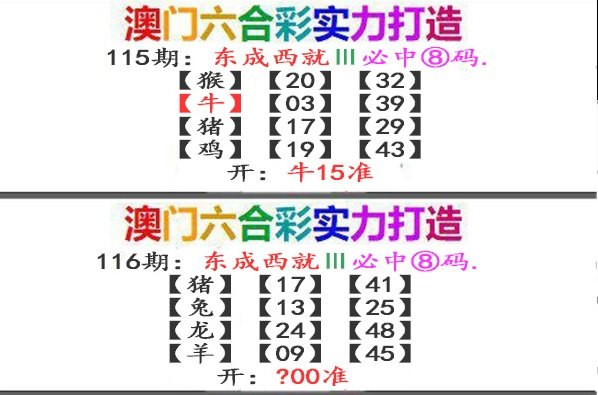 澳门六合彩实力打造
115期：东成西就III必中⑧码.
【猴】【20】【32】
【牛】【03】【39】
【猪】【17】【29】
【鸡】【19】【43】
开：牛15准
澳门六合彩实力打造
116期：东成西就III必中⑧码.
【猪】【17】【41】
【兔】【13】【25】
【龙】【24】【48】
【羊】【09】【45】
开：?00准